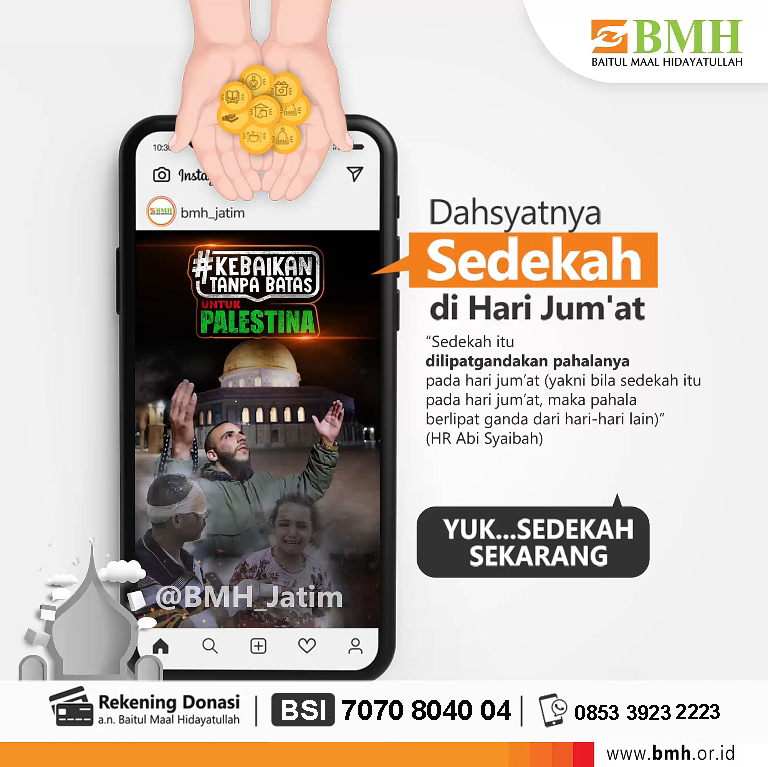 BMH
BAITUL MAAL HIDAYATULLAH
bmh_jatim
#KEBAIKAN
TANPA BATAS
UNTUK
PALESTINA
@BMH_Jatim
Dahsyatnya
Sedekah
di Hari Jum'at
“Sedekah itu
dilipatgandakan pahalanya
pada hari jum’at (yakni bila sedekah itu
pada hari jum’at, maka pahala
berlipat ganda dari hari-hari lain)”
(HR Abi Syaibah)
YUK...SEDEKAH
SEKARANG
Rekening Donasi
a.n. Baitul Maal Hidayatullah
BSI 7070 8040 04
0853 3923 2223
www.bmh.or.id